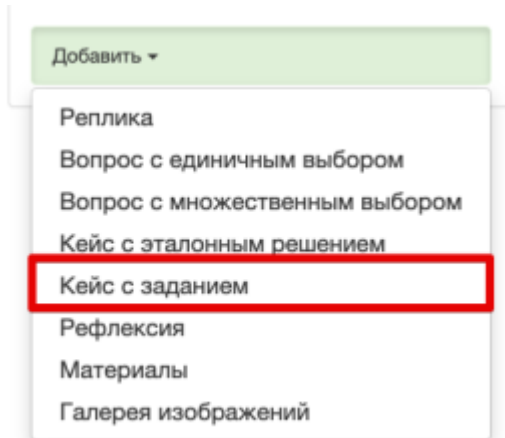 Добавить
Реплика
Вопрос с единичным выбором
Вопрос с множественным выбором
Кейс с эталонным решением
Кейс с заданием
Рефлексия
Материалы
Галерея изображений